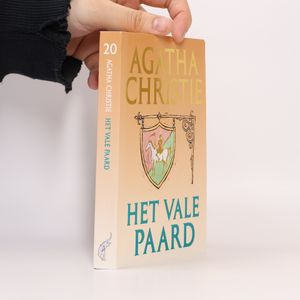 20
AGATHA CHRISTIE
HET VALE PAARD
AGATHA
CHRISTIE
HET VALE
PAARD